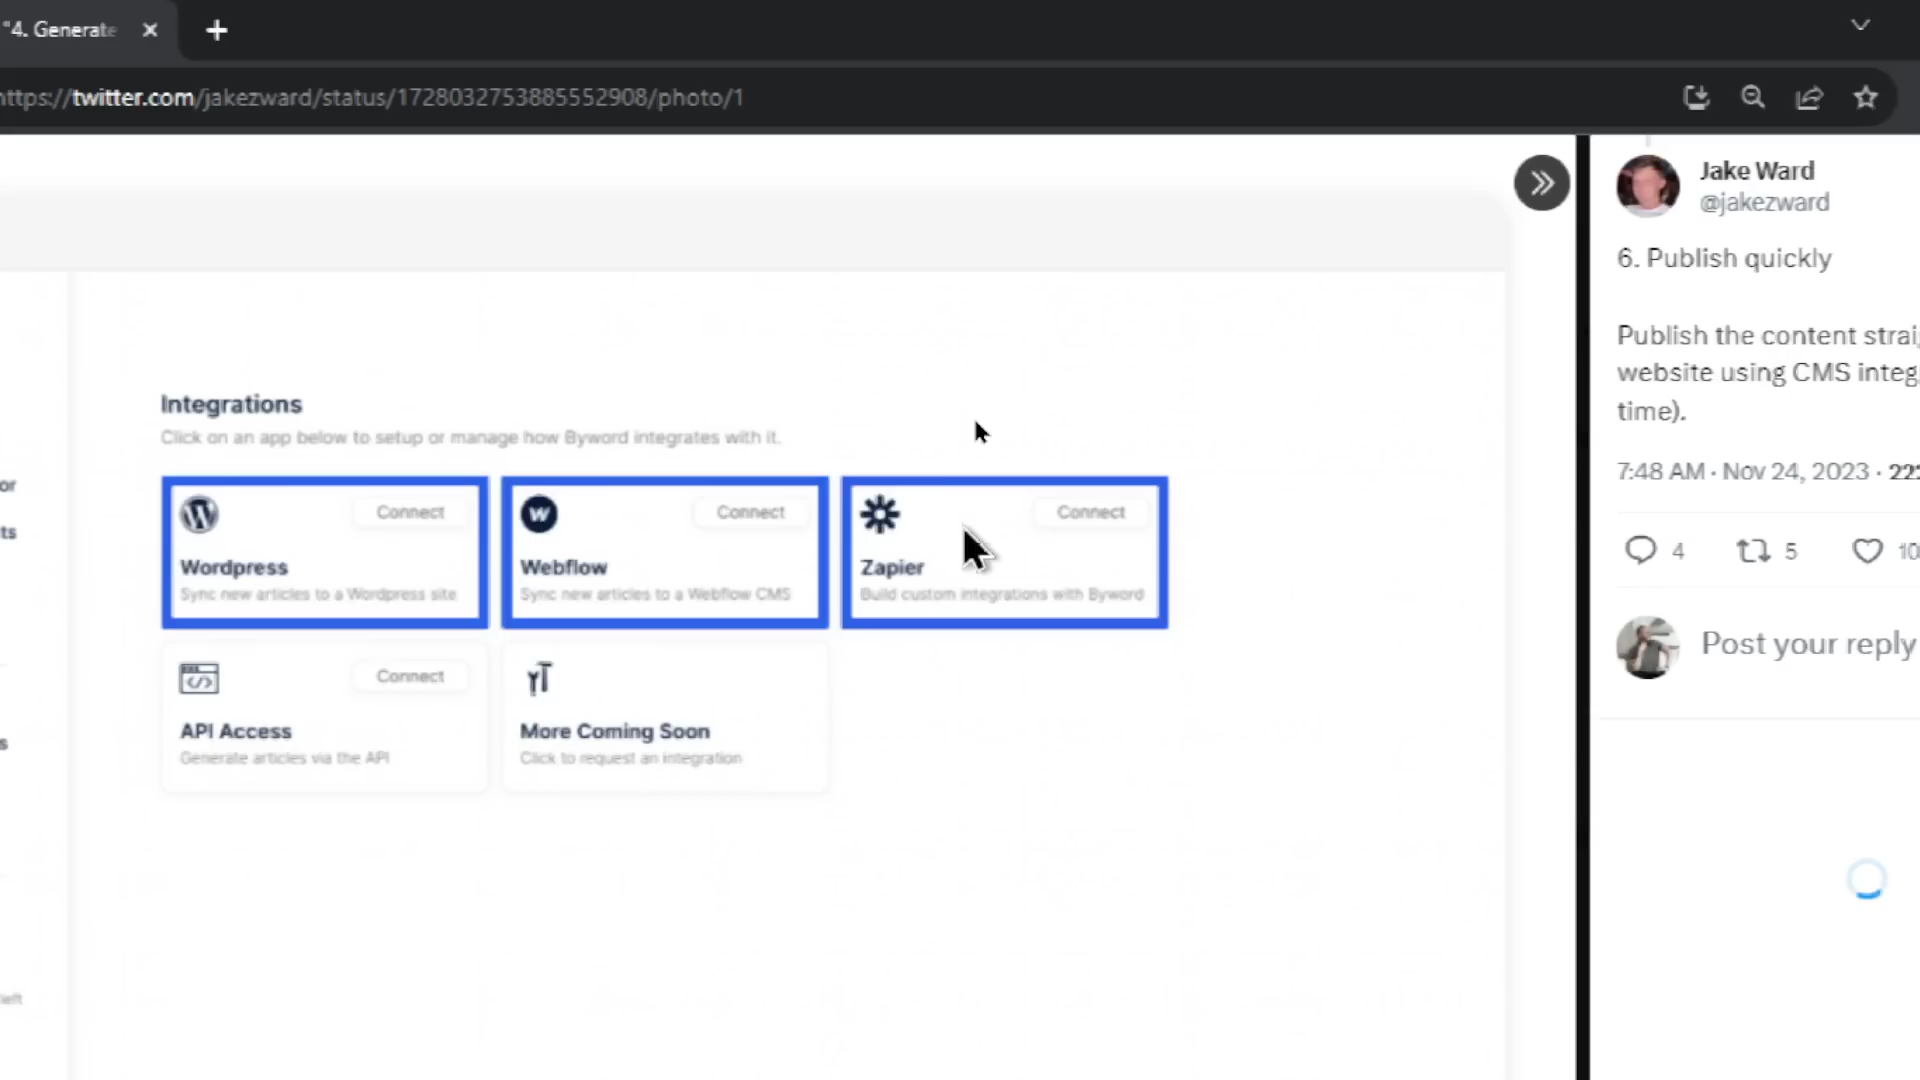 "4. Generate
https://twitter.com/jakezward/status/1728032753885552908/photo/1
Integrations
Click on an app below to setup or manage how Byword integrates with it.
Connect
Wordpress
Sync new articles to a Wordpress site
Connect
Webflow
Sync new articles to a Webflow CMS
Connect
Zapier
Build custom integrations with Byword
Connect
API Access
Generate articles via the API
More Coming Soon
Click to request an integration
or
ts
s
left
Jake Ward
@jakezward
6. Publish quickly
Publish the content strai
website using CMS integ
time).
7:48 AM · Nov 24, 2023 · 22
4
5
10
Post your reply